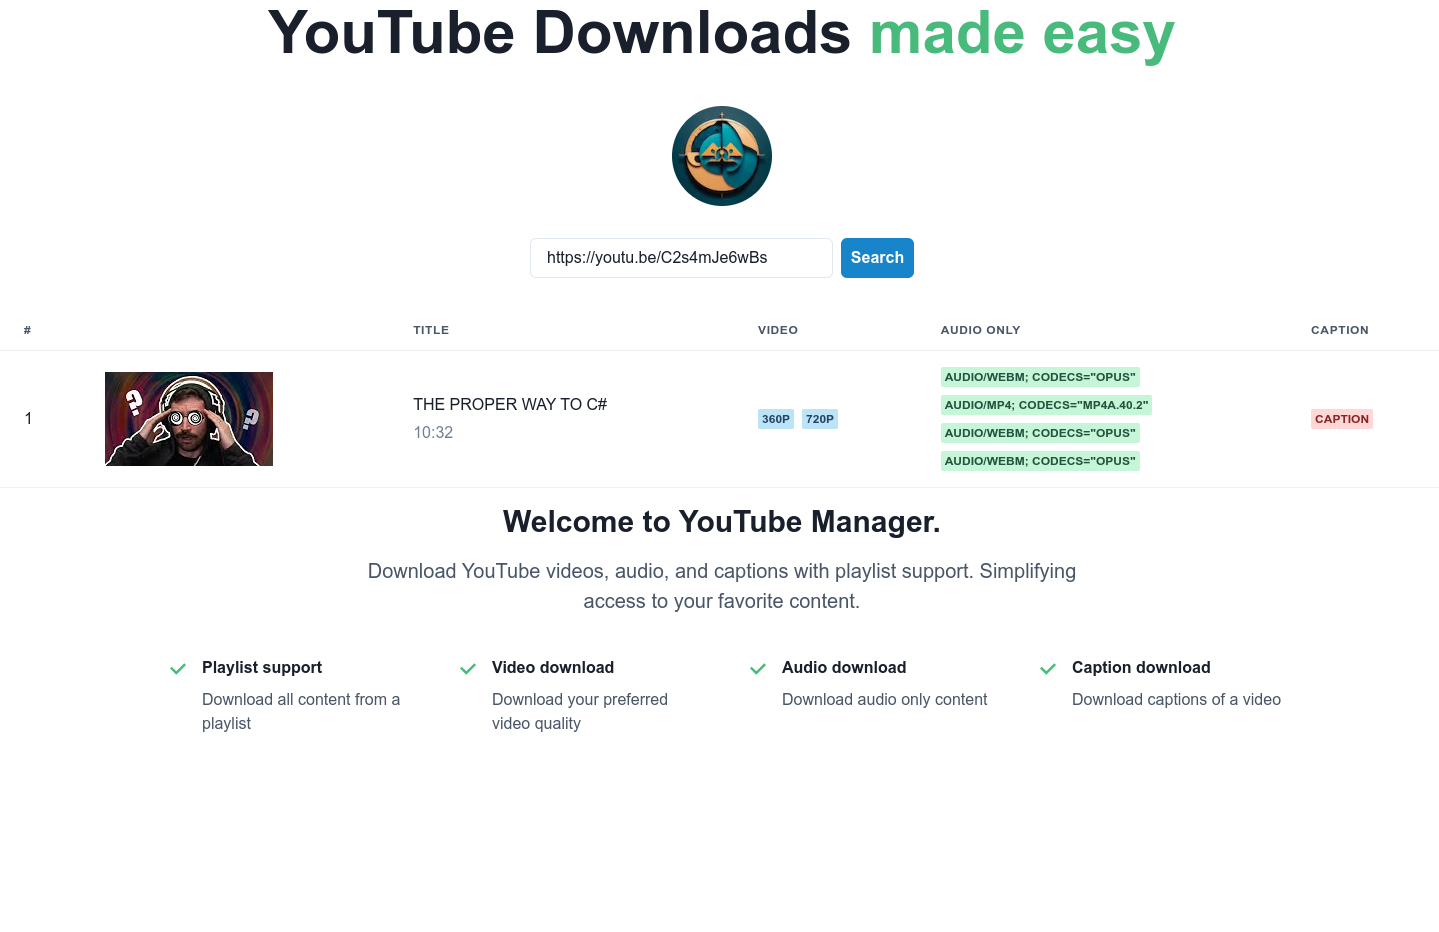 YouTube Downloads made easy
https://youtu.be/C2s4mJe6wBs
Search
# TITLE VIDEO AUDIO ONLY CAPTION
1
? ?
THE PROPER WAY TO C#
10:32
360P 720P
AUDIO/WEBM; CODECS="OPUS"
AUDIO/MP4; CODECS="MP4A.40.2"
AUDIO/WEBM; CODECS="OPUS"
AUDIO/WEBM; CODECS="OPUS"
CAPTION
Welcome to YouTube Manager.
Download YouTube videos, audio, and captions with playlist support. Simplifying
access to your favorite content.
Playlist support
Download all content from a
playlist
Video download
Download your preferred
video quality
Audio download
Download audio only content
Caption download
Download captions of a video